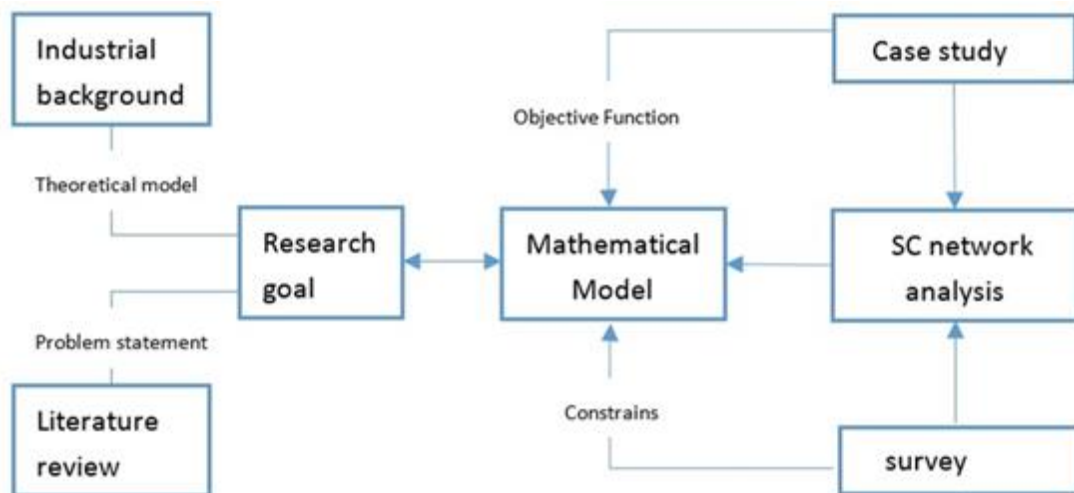 Industrial
background
Case study
Objective Function
Theoretical model
Research
goal
Mathematical
Model
SC network
analysis
Problem statement
Literature
review
Constrains
survey